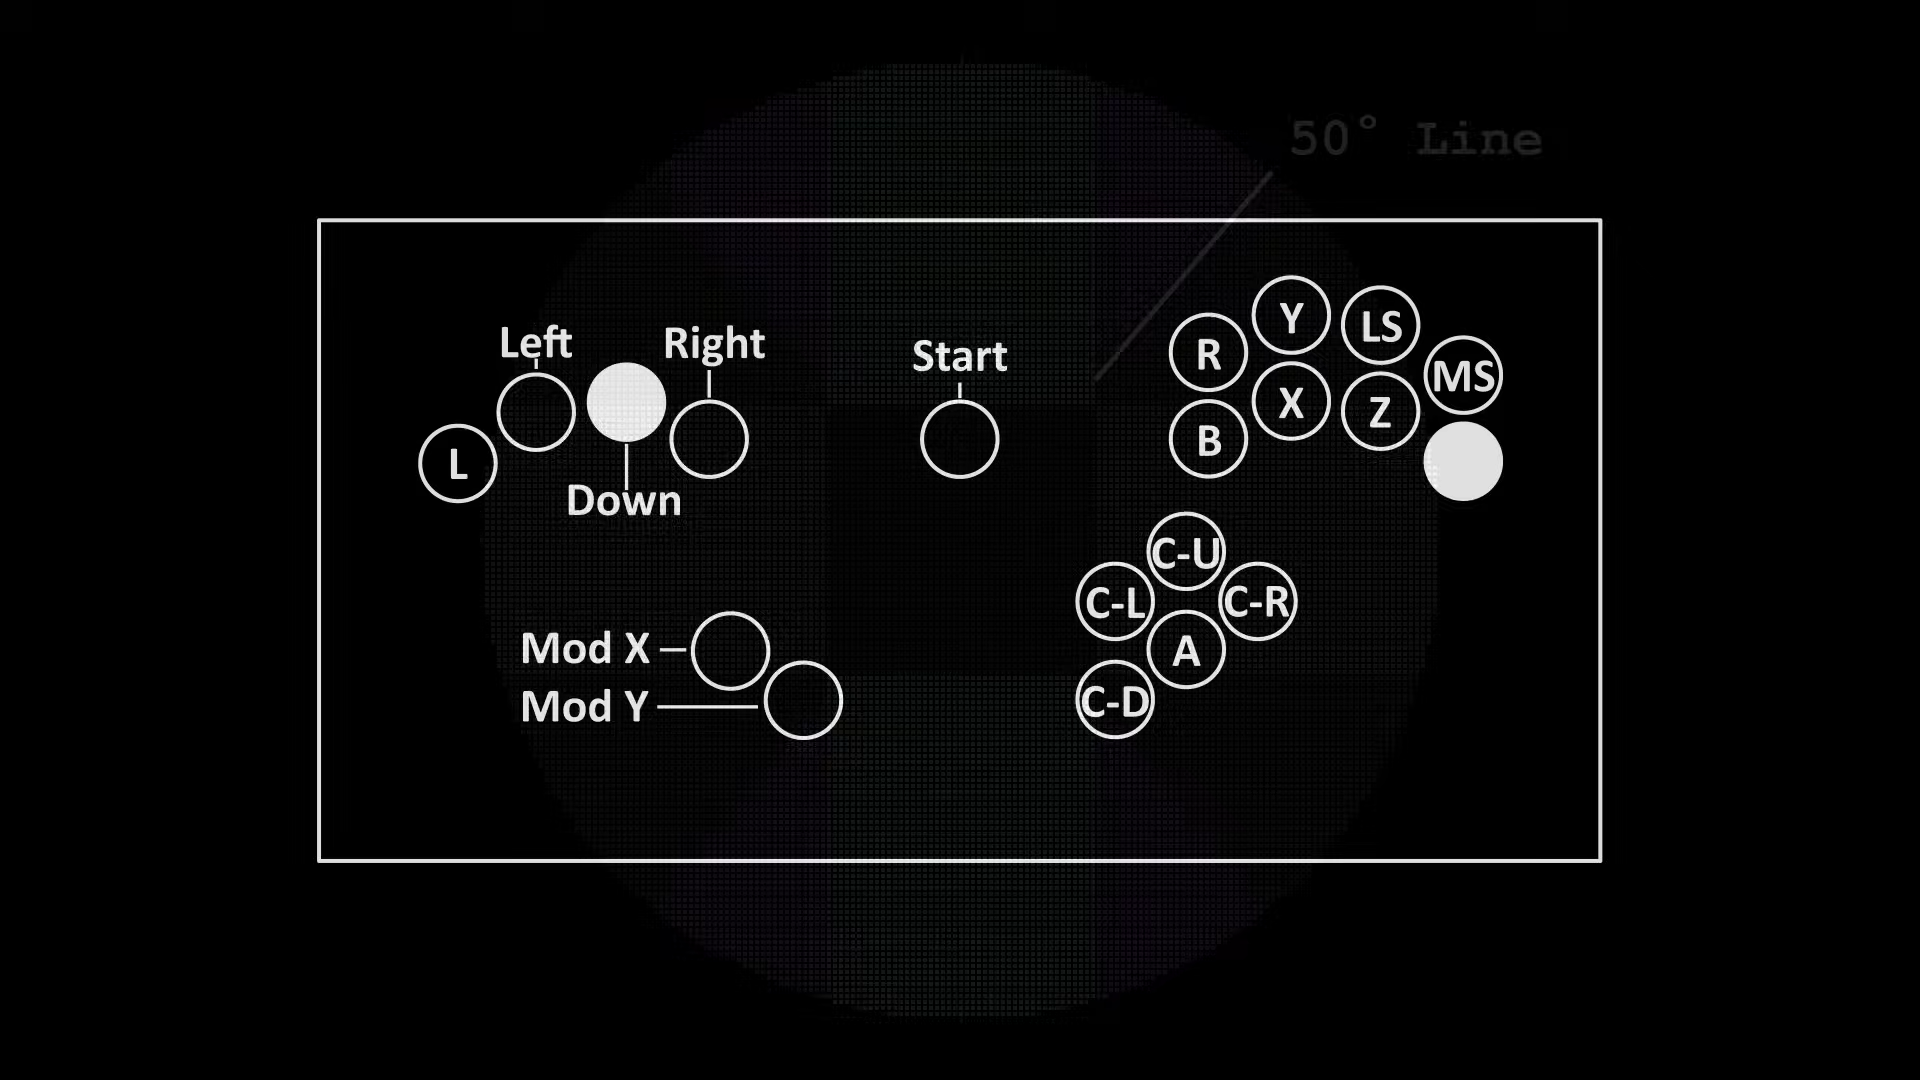 50° Line
Left
Right
Start
Down
L
R
Y
LS
MS
B
X
Z
C-U
C-L
C-R
A
C-D
Mod X
Mod Y